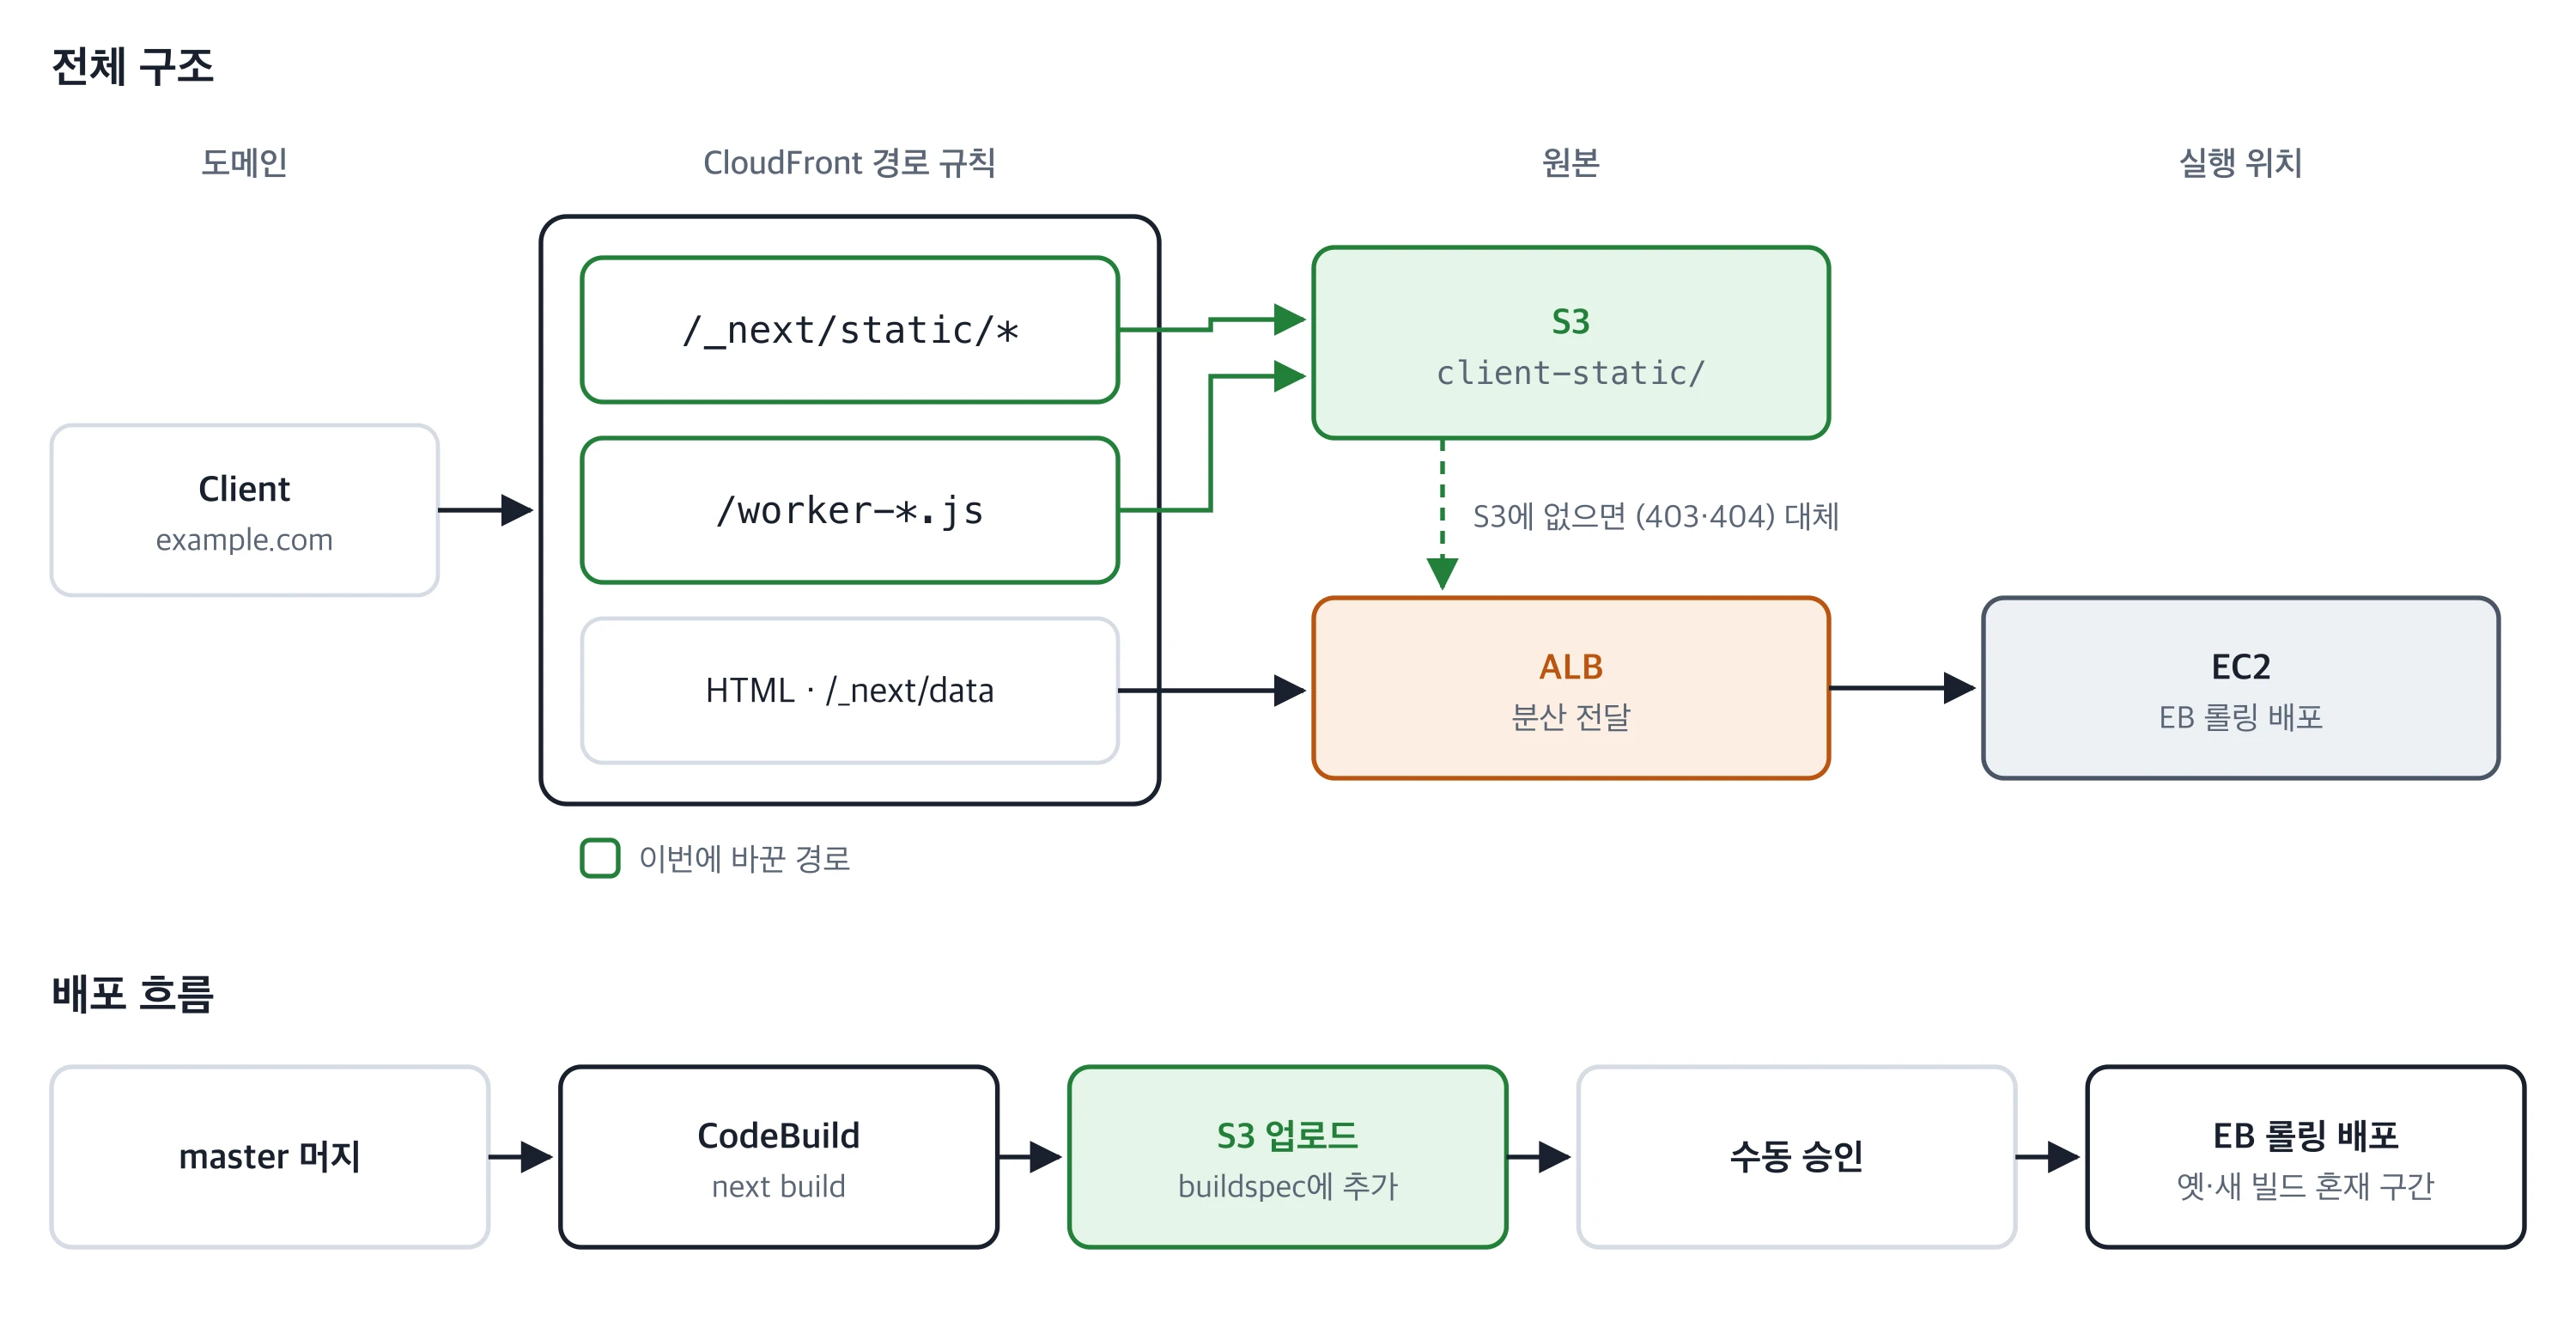 전체 구조
도메인
CloudFront 경로 규칙
원본
실행 위치
/_next/static/*
S3
client-static/
Client
example.com
/worker-*.js
S3에 없으면 (403·404) 대체
HTML · /_next/data
ALB
분산 전달
EC2
EB 롤링 배포
이번에 바꾼 경로
배포 흐름
master 머지
CodeBuild
next build
S3 업로드
buildspec에 추가
수동 승인
EB 롤링 배포
옛·새 빌드 혼재 구간